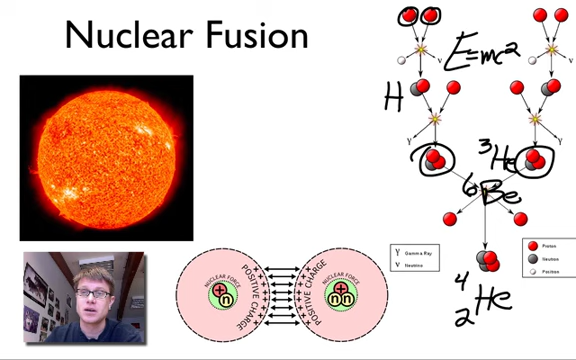 Nuclear Fusion
ν
E=mc²
ν
H
γ
γ
³He
⁶Be
γ Gamma Ray
ν Neutrino
Proton
Neutron
Positron
NUCLEAR FORCE
+
n
POSITIVE CHARGE
+ + + + + + + +
POSITIVE CHARGE
+ + + + + + + +
NUCLEAR FORCE
+
n n
⁴₂He